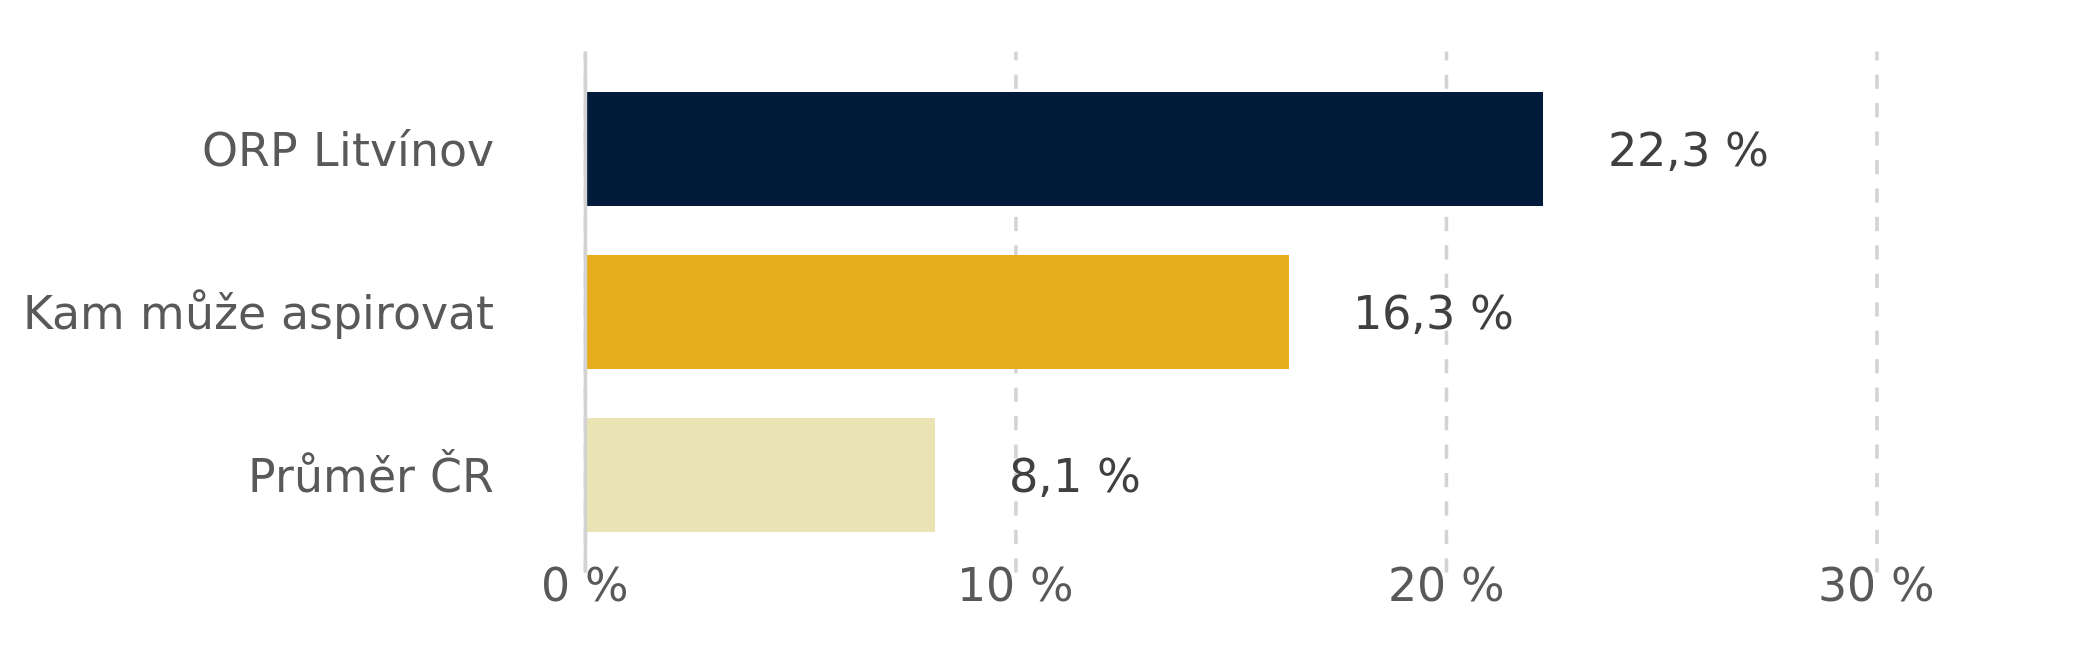 ORP Litvínov 22,3 %
Kam může aspirovat 16,3 %
Průměr ČR 8,1 %
0 % 10 % 20 % 30 %